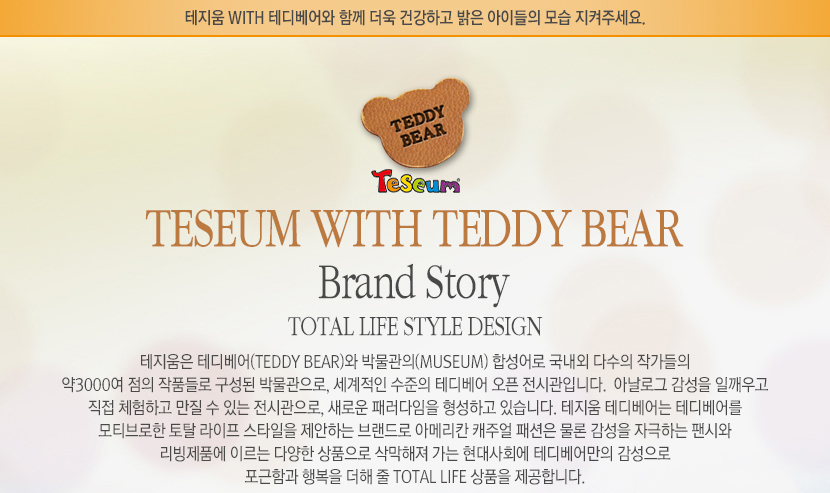 테지움 WITH 테디베어와 함께 더욱 건강하고 밝은 아이들의 모습 지켜주세요.
TEDDY
BEAR
TeSeum
TESEUM WITH TEDDY BEAR
Brand Story
TOTAL LIFE STYLE DESIGN
테지움은 테디베어(TEDDY BEAR)와 박물관의(MUSEUM) 합성어로 국내외 다수의 작가들의
약3000여 점의 작품들로 구성된 박물관으로, 세계적인 수준의 테디베어 오픈 전시관입니다. 아날로그 감성을 일깨우고
직접 체험하고 만질 수 있는 전시관으로, 새로운 패러다임을 형성하고 있습니다. 테지움 테디베어는 테디베어를
모티브로한 토탈 라이프 스타일을 제안하는 브랜드로 아메리칸 캐주얼 패션은 물론 감성을 자극하는 팬시와
리빙제품에 이르는 다양한 상품으로 삭막해져 가는 현대사회에 테디베어만의 감성으로
포근함과 행복을 더해 줄 TOTAL LIFE 상품을 제공합니다.